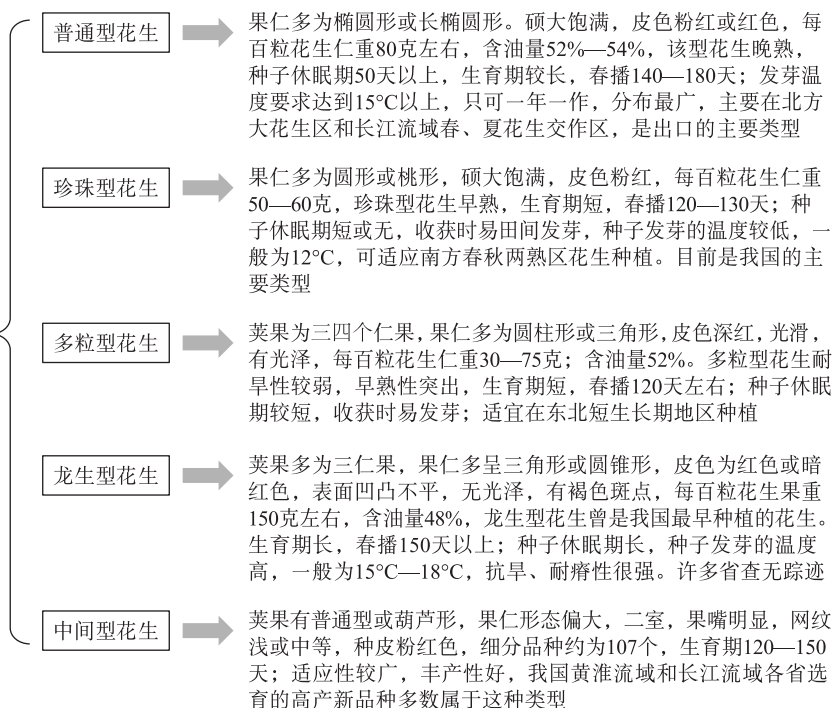 普通型花生
果仁多为椭圆形或长椭圆形。硕大饱满，皮色粉红或红色，每
百粒花生仁重80克左右，含油量52%—54%，该型花生晚熟，
种子休眠期50天以上，生育期较长，春播140—180天；发芽温
度要求达到15°C以上，只可一年一作，分布最广，主要在北方
大花生区和长江流域春、夏花生交作区，是出口的主要类型
珍珠型花生
果仁多为圆形或桃形，硕大饱满，皮色粉红，每百粒花生仁重
50—60克，珍珠型花生早熟，生育期短，春播120—130天；种
子休眠期短或无，收获时易田间发芽，种子发芽的温度较低，一
般为12°C，可适应南方春秋两熟区花生种植。目前是我国的主
要类型
多粒型花生
荚果为三四个仁果，果仁多为圆柱形或三角形，皮色深红，光滑，
有光泽，每百粒花生仁重30—75克；含油量52%。多粒型花生耐
旱性较弱，早熟性突出，生育期短，春播120天左右；种子休眠
期较短，收获时易发芽；适宜在东北短生长期地区种植
龙生型花生
荚果多为三仁果，果仁多呈三角形或圆锥形，皮色为红色或暗
红色，表面凹凸不平，无光泽，有褐色斑点，每百粒花生果重
150克左右，含油量48%，龙生型花生曾是我国最早种植的花生。
生育期长，春播150天以上；种子休眠期长，种子发芽的温度
高，一般为15°C—18°C，抗旱、耐瘠性很强。许多省查无踪迹
中间型花生
荚果有普通型或葫芦形，果仁形态偏大，二室，果嘴明显，网纹
浅或中等，种皮粉红色，细分品种约为107个，生育期120—150
天；适应性较广，丰产性好，我国黄淮流域和长江流域各省选
育的高产新品种多数属于这种类型